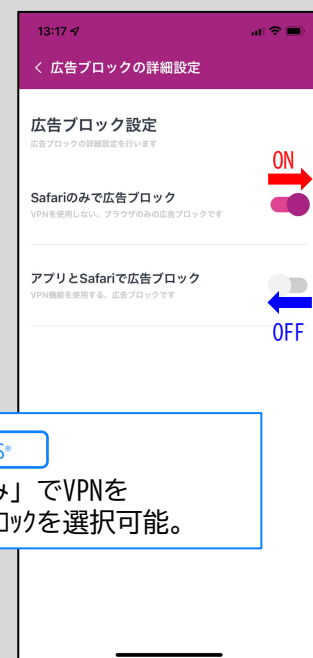 13:17
広告ブロックの詳細設定
広告ブロック設定
広告ブロックの詳細設定を行います
ON
Safariのみで広告ブロック
VPNを使用しない、ブラウザのみの広告ブロックです
アプリとSafariで広告ブロック
VPN機能を使用する、広告ブロックです
OFF
S®
」でVPNを
ﾛｯｸを選択可能。